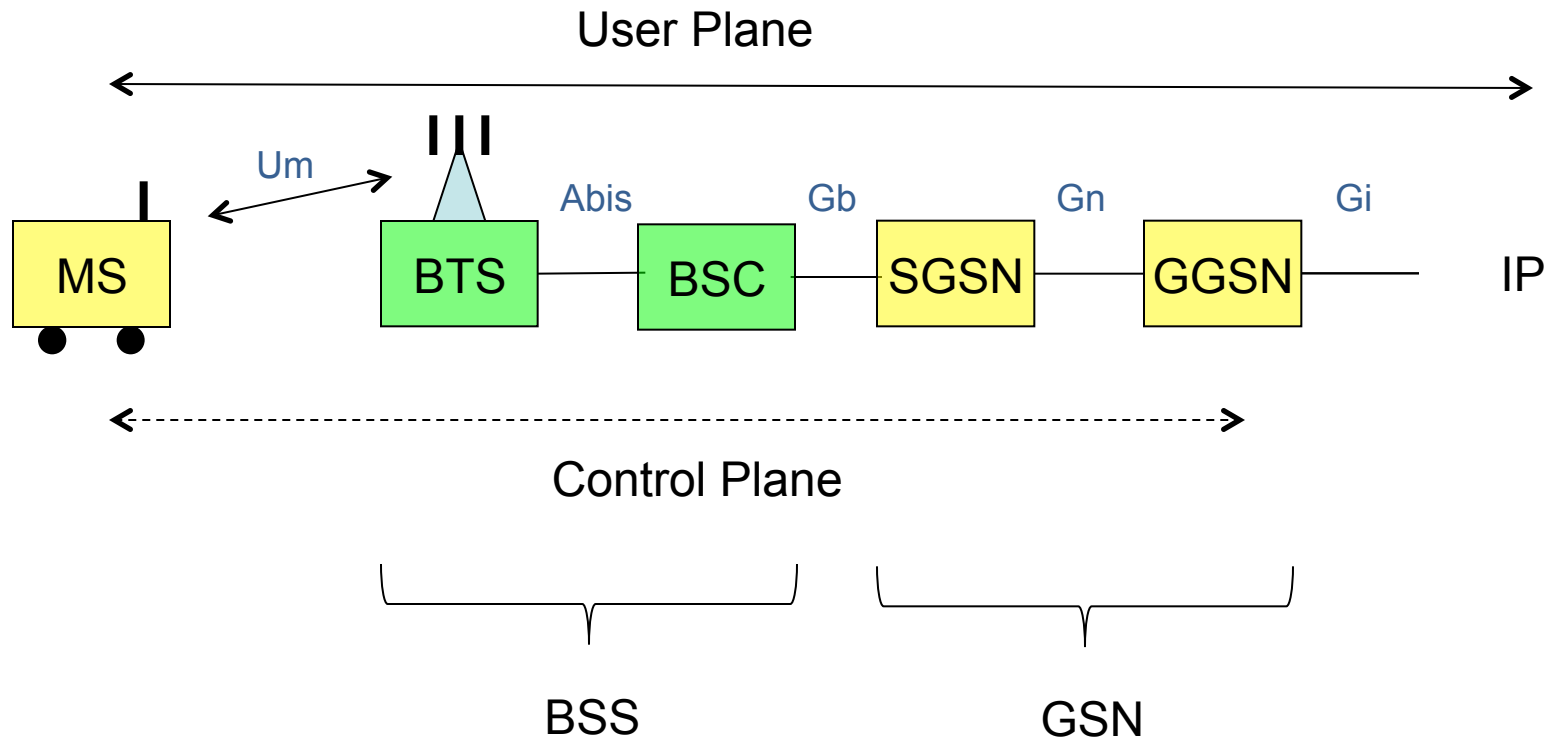 User Plane
Um
Abis
Gb
Gn
Gi
MS
BTS
BSC
SGSN
GGSN
IP
Control Plane
BSS
GSN